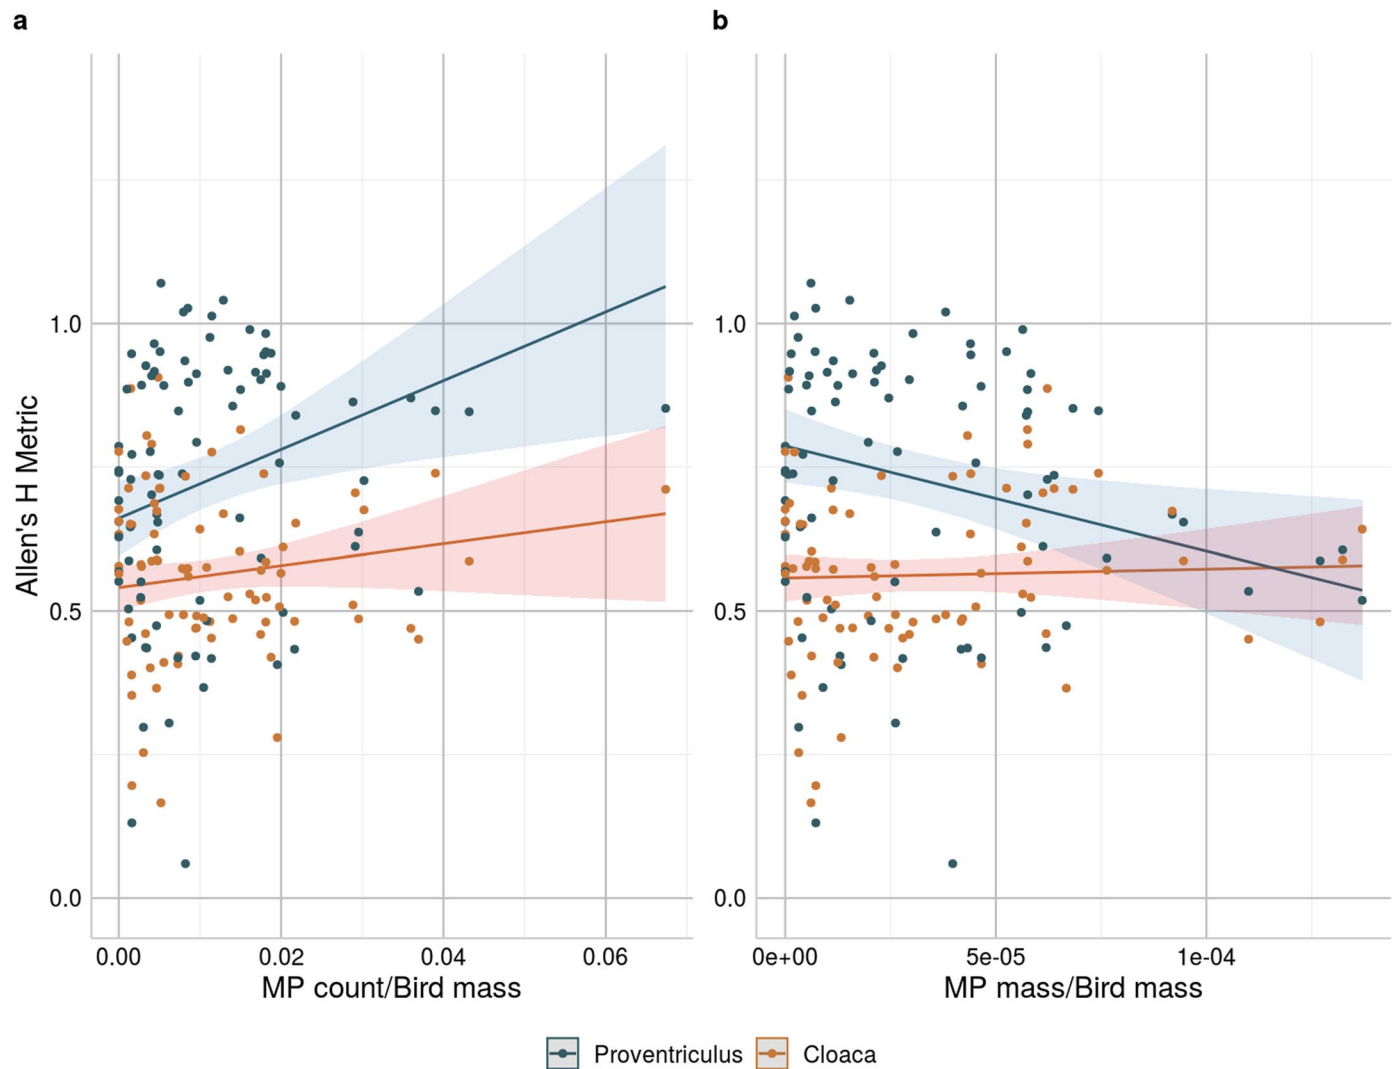 a
b
Allen's H Metric
1.0
0.5
0.0
0.00
0.02
0.04
0.06
MP count/Bird mass
1.0
0.5
0.0
0e+00
5e-05
1e-04
MP mass/Bird mass
Proventriculus
Cloaca